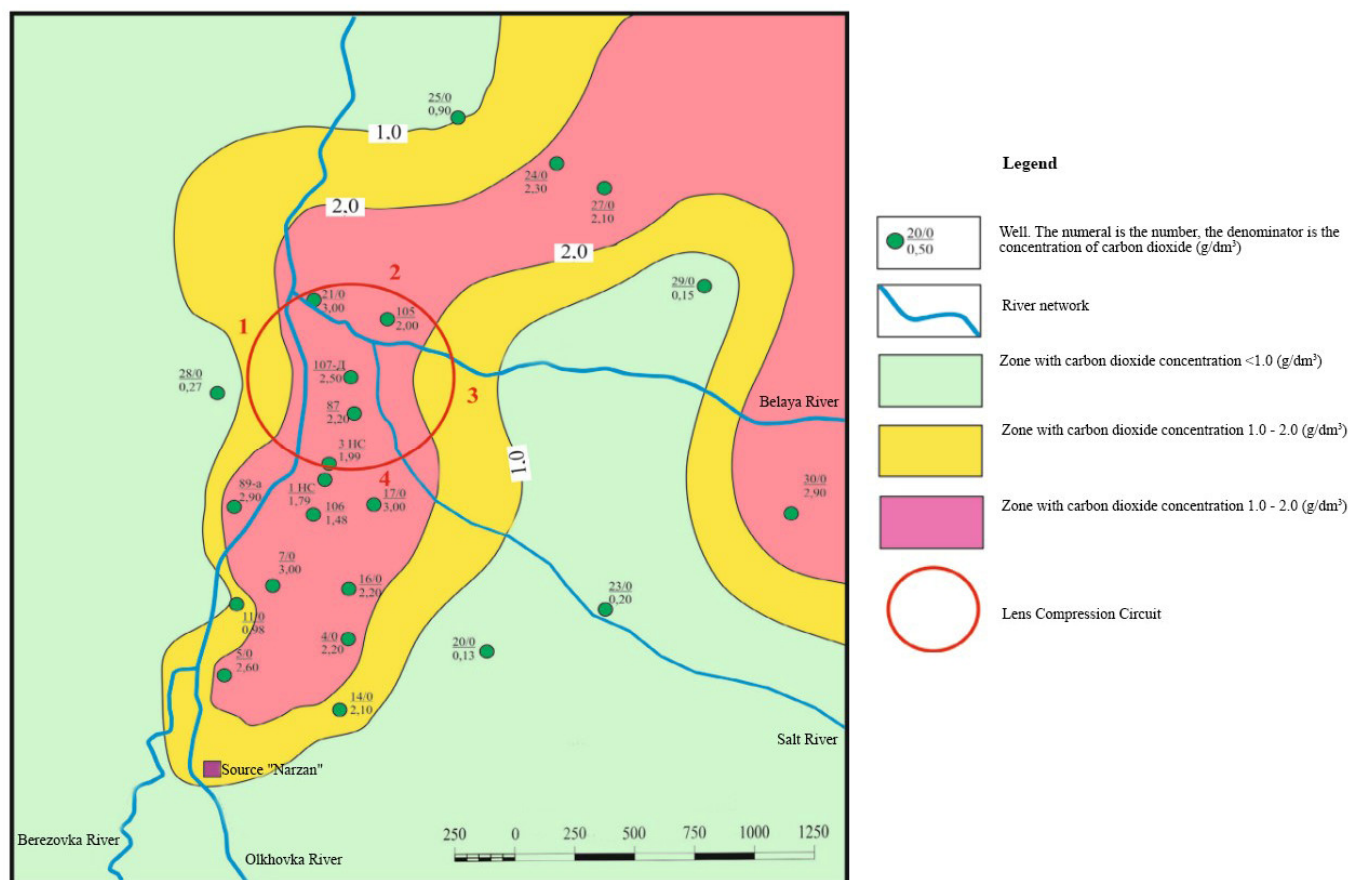 25/0
0,90
1.0
24/0
2.30
27/0
2,10
2.0
2.0
29/0
0,15
2
21/0
3,00
105
2,00
1
107-Д
2,50
28/0
0,27
3
Belaya River
87
2,20
3 НС
1,99
1.0
4
89-a
2,90
1 НС
1,79
17/0
3,00
106
1,48
30/0
2,90
7/0
3,00
16/0
2,20
23/0
0,20
11/0
0,98
4/0
2,20
20/0
0,13
5/0
2,60
14/0
2,10
Salt River
Source "Narzan"
Berezovka River
Olkhovka River
250 0 250 500 750 1000 1250
Legend
20/0
0,50
Well. The numeral is the number, the denominator is the
concentration of carbon dioxide (g/dm³)
River network
Zone with carbon dioxide concentration <1.0 (g/dm³)
Zone with carbon dioxide concentration 1.0 - 2.0 (g/dm³)
Zone with carbon dioxide concentration 1.0 - 2.0 (g/dm³)
Lens Compression Circuit